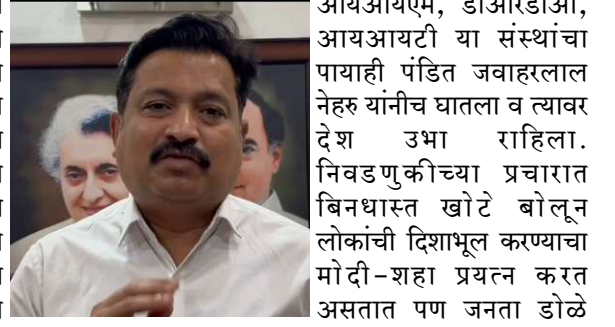 आयआयएम, डीआरडीओ,
आयआयटी या संस्थांचा
पायाही पंडित जवाहरलाल
नेहरु यांनीच घातला व त्यावर
देश उभा राहिला.
निवडणुकीच्या प्रचारात
बिनधास्त खोटे बोलून
लोकांची दिशाभूल करण्याचा
मोदी-शहा प्रयत्न करत
असतात पण जनता डोळे